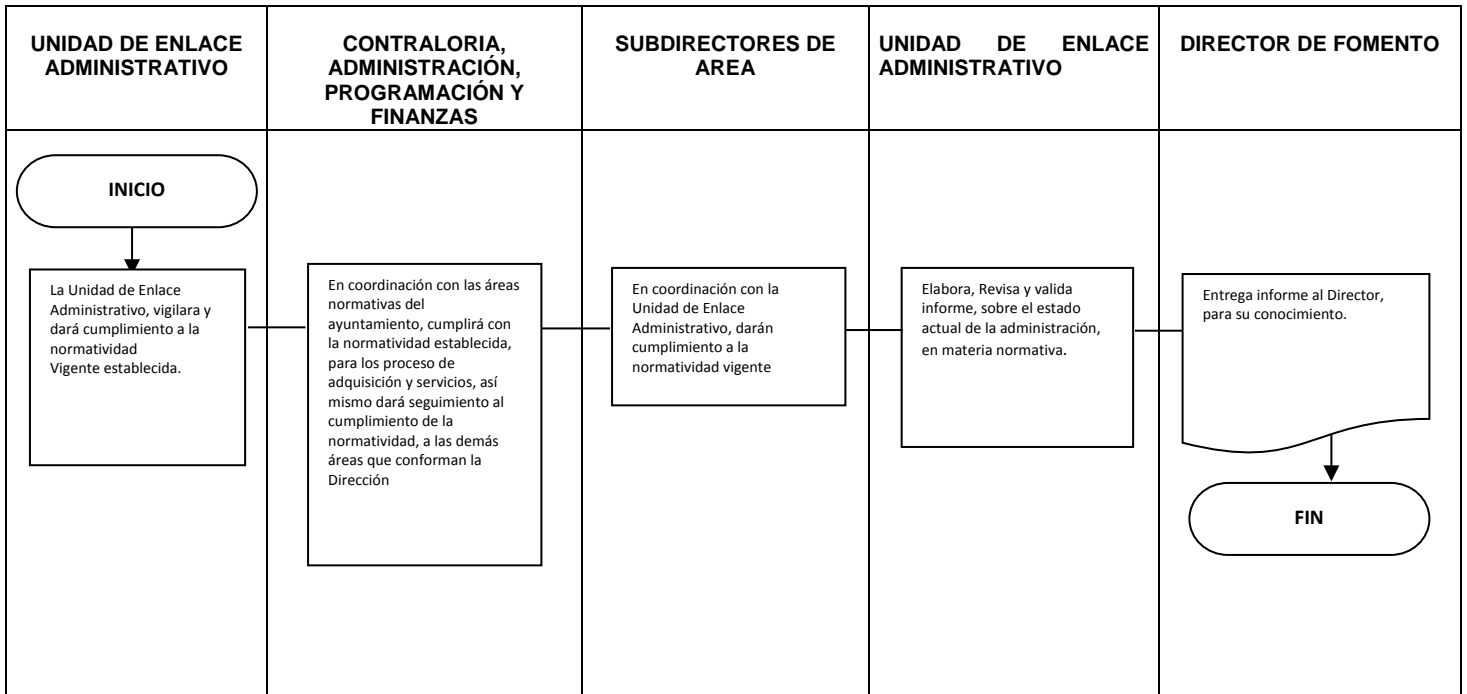 UNIDAD DE ENLACE
ADMINISTRATIVO
CONTRALORIA,
ADMINISTRACIÓN,
PROGRAMACIÓN Y
FINANZAS
SUBDIRECTORES DE
AREA
UNIDAD DE ENLACE
ADMINISTRATIVO
DIRECTOR DE FOMENTO
INICIO
La Unidad de Enlace
Administrativo, vigilara y
dará cumplimiento a la
normatividad
Vigente establecida.
En coordinación con las áreas
normativas del
ayuntamiento, cumplirá con
la normatividad establecida,
para los proceso de
adquisición y servicios, así
mismo dará seguimiento al
cumplimiento de la
normatividad, a las demás
áreas que conforman la
Dirección
En coordinación con la
Unidad de Enlace
Administrativo, darán
cumplimiento a la
normatividad vigente
Elabora, Revisa y valida
informe, sobre el estado
actual de la administración,
en materia normativa.
Entrega informe al Director,
para su conocimiento.
FIN